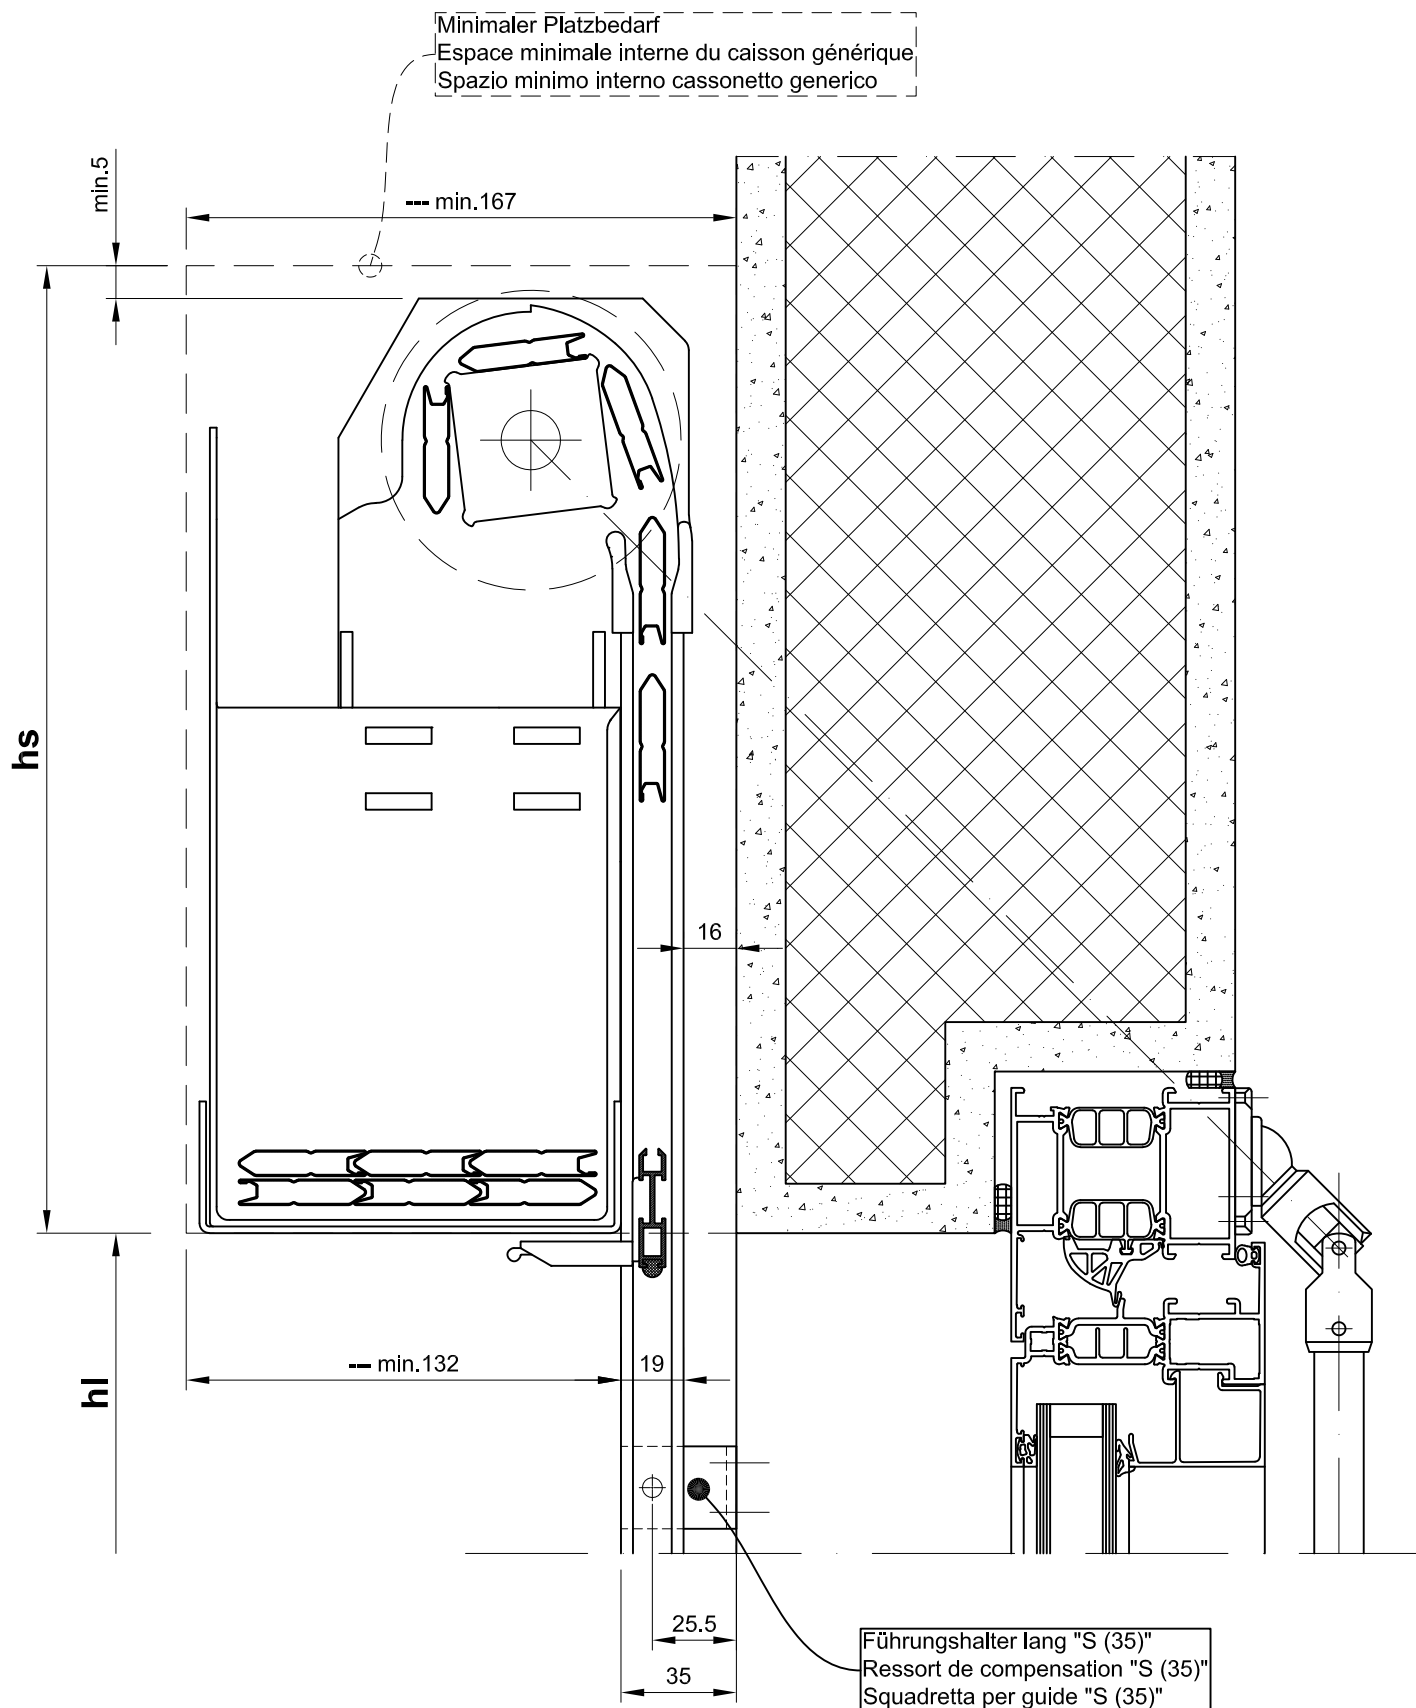 Minimaler Platzbedarf
Espace minimale interne du caisson générique
Spazio minimo interno cassonetto generico
min.5
--- min.167
hs
16
--- min.132
19
hl
25.5
35
Führungshalter lang "S (35)"
Ressort de compensation "S (35)"
Squadretta per guide "S (35)"